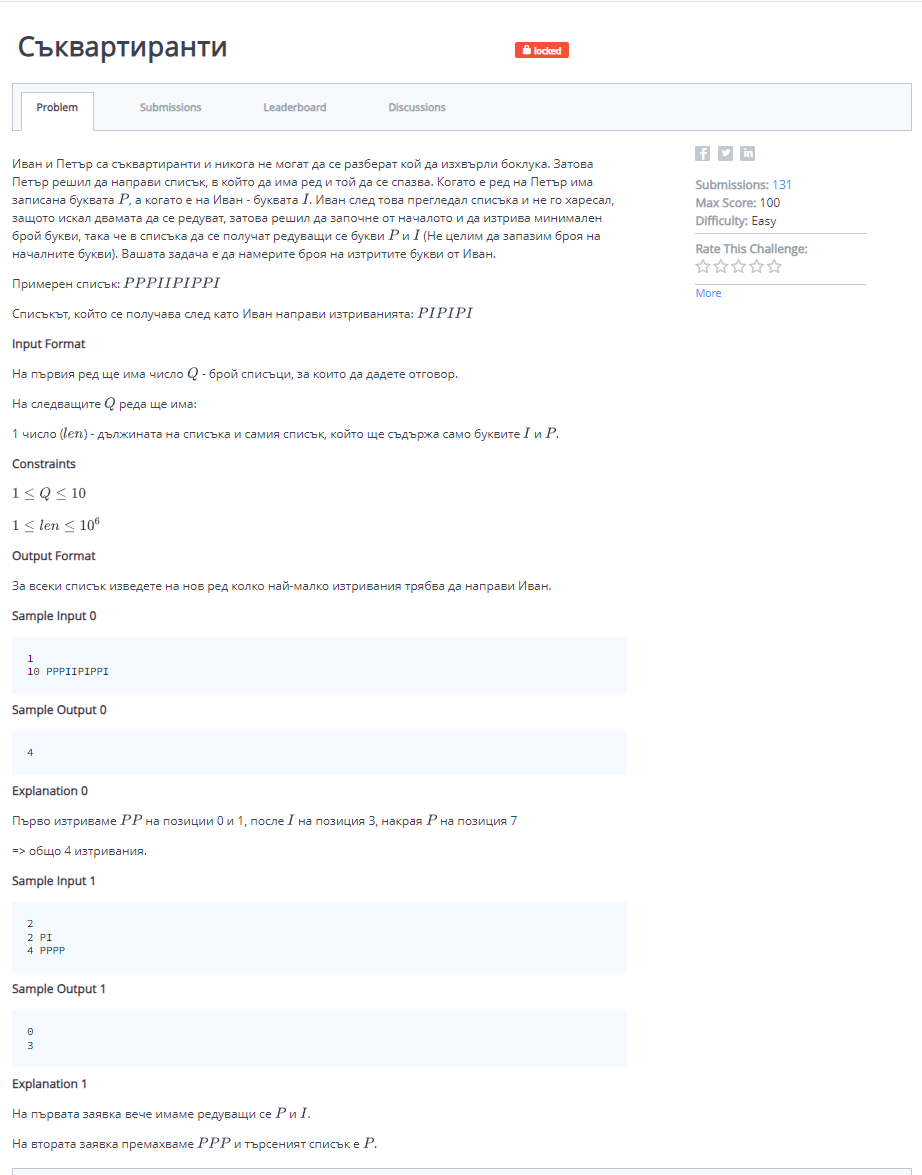 Съквартиранти
locked
Problem Submissions Leaderboard Discussions
Иван и Петър са съквартиранти и никога не могат да се разберат кой да изхвърли боклука. Затова
Петър решил да направи списък, в който да има ред и той да се спазва. Когато е ред на Петър има
записана буквата P, а когато е на Иван - буквата I. Иван след това прегледал списъка и не го харесал,
защото искал двамата да се редуват, затова решил да започне от началото и да изтрива минимален
брой букви, така че в списъка да се получат редуващи се букви P и I (Не целим да запазим броя на
началните букви). Вашата задача е да намерите броя на изтритите букви от Иван.
Примерен списък: PPPIIPIPPI
Списъкът, който се получава след като Иван направи изтриванията: PIPIPI
Input Format
На първия ред ще има число Q - брой списъци, за които да дадете отговор.
На следващите Q реда ще има:
1 число (len) - дължината на списъка и самия списък, който ще съдържа само буквите I и P.
Constraints
1 ≤ Q ≤ 10
1 ≤ len ≤ 10⁶
Output Format
За всеки списък изведете на нов ред колко най-малко изтривания трябва да направи Иван.
Sample Input 0
1
10 PPPIIPIPPI
Sample Output 0
4
Explanation 0
Първо изтриваме PP на позиции 0 и 1, после I на позиция 3, накрая P на позиция 7
=> общо 4 изтривания.
Sample Input 1
2
2 PI
4 PPPP
Sample Output 1
0
3
Explanation 1
На първата заявка вече имаме редуващи се P и I.
На втората заявка премахваме PPP и търсеният списък е P.
Submissions: 131
Max Score: 100
Difficulty: Easy
Rate This Challenge:
More